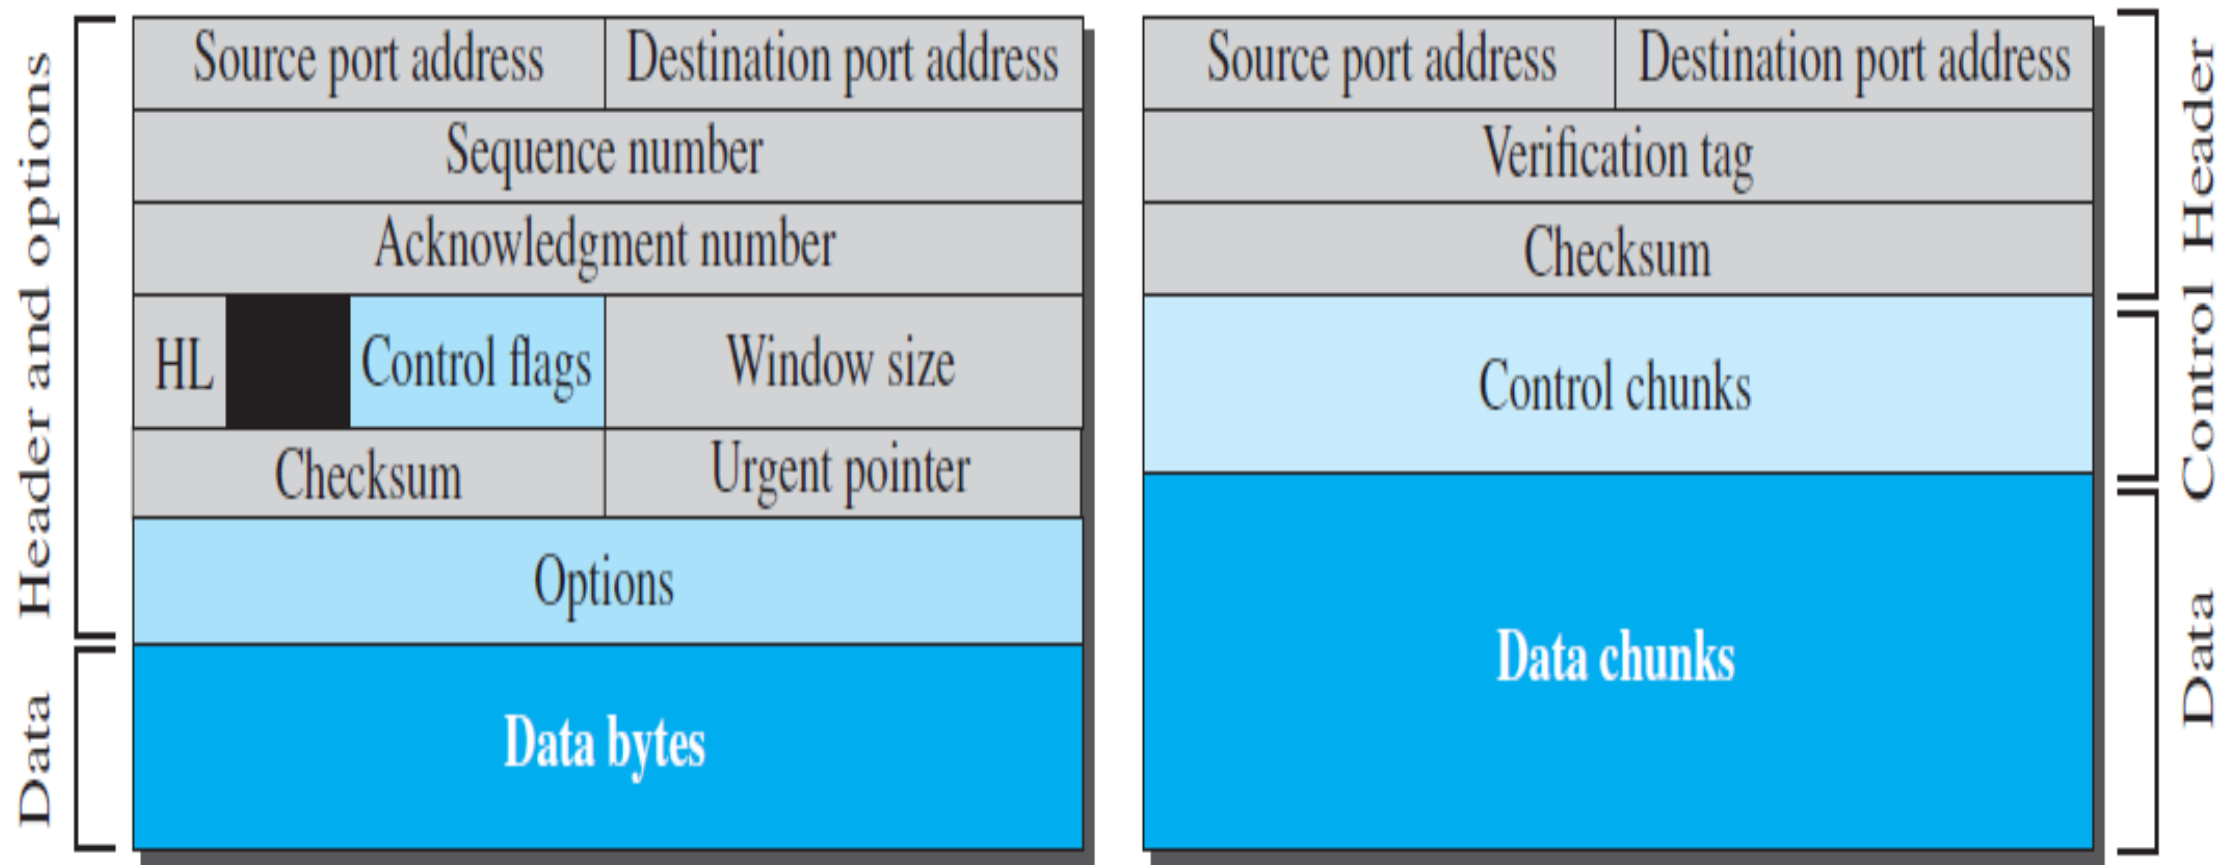 Header and options
Data
Source port address
Destination port address
Sequence number
Acknowledgment number
HL
Control flags
Window size
Checksum
Urgent pointer
Options
Data bytes
Source port address
Destination port address
Verification tag
Checksum
Control chunks
Data chunks
Header
Control
Data